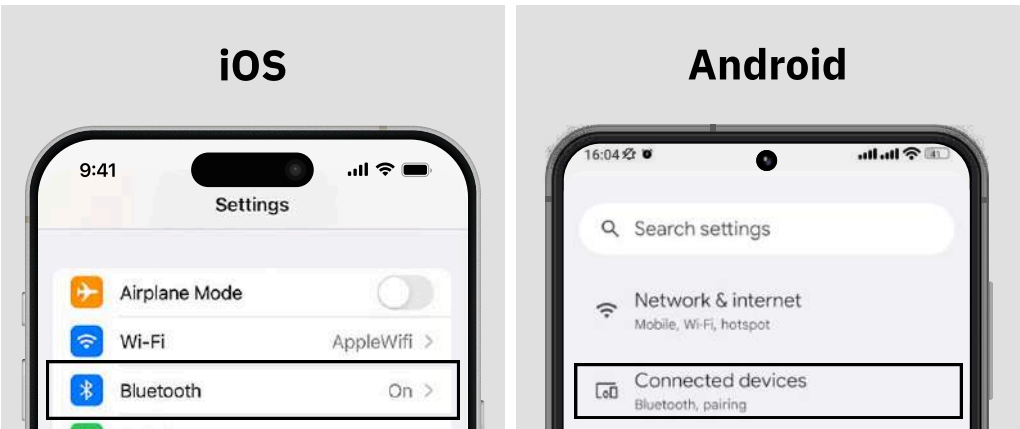 iOS
9:41
Settings
Airplane Mode
Wi-Fi AppleWifi
Bluetooth On
Android
16:04
41
Search settings
Network & internet
Mobile, Wi-Fi, hotspot
Connected devices
Bluetooth, pairing